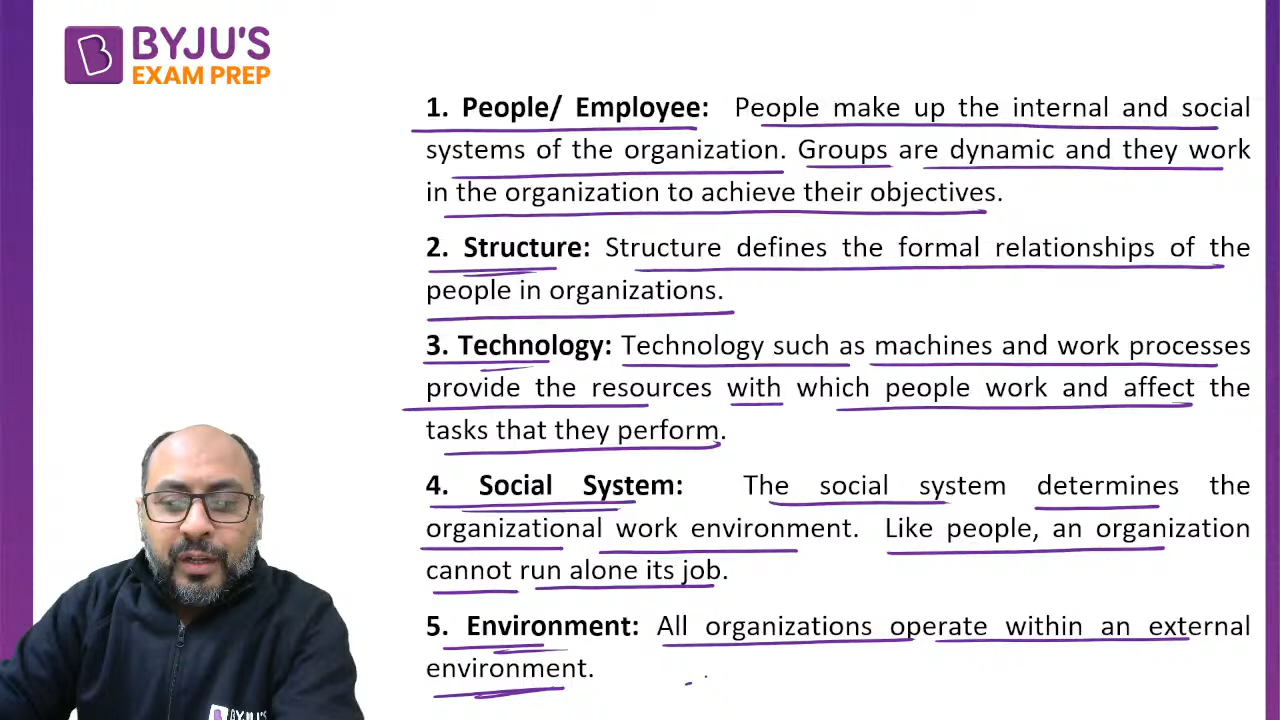 BYJU'S
EXAM PREP
1. People/ Employee: People make up the internal and social
systems of the organization. Groups are dynamic and they work
in the organization to achieve their objectives.
2. Structure: Structure defines the formal relationships of the
people in organizations.
3. Technology: Technology such as machines and work processes
provide the resources with which people work and affect the
tasks that they perform.
4. Social System: The social system determines the
organizational work environment. Like people, an organization
cannot run alone its job.
5. Environment: All organizations operate within an external
environment.
BYJU'S